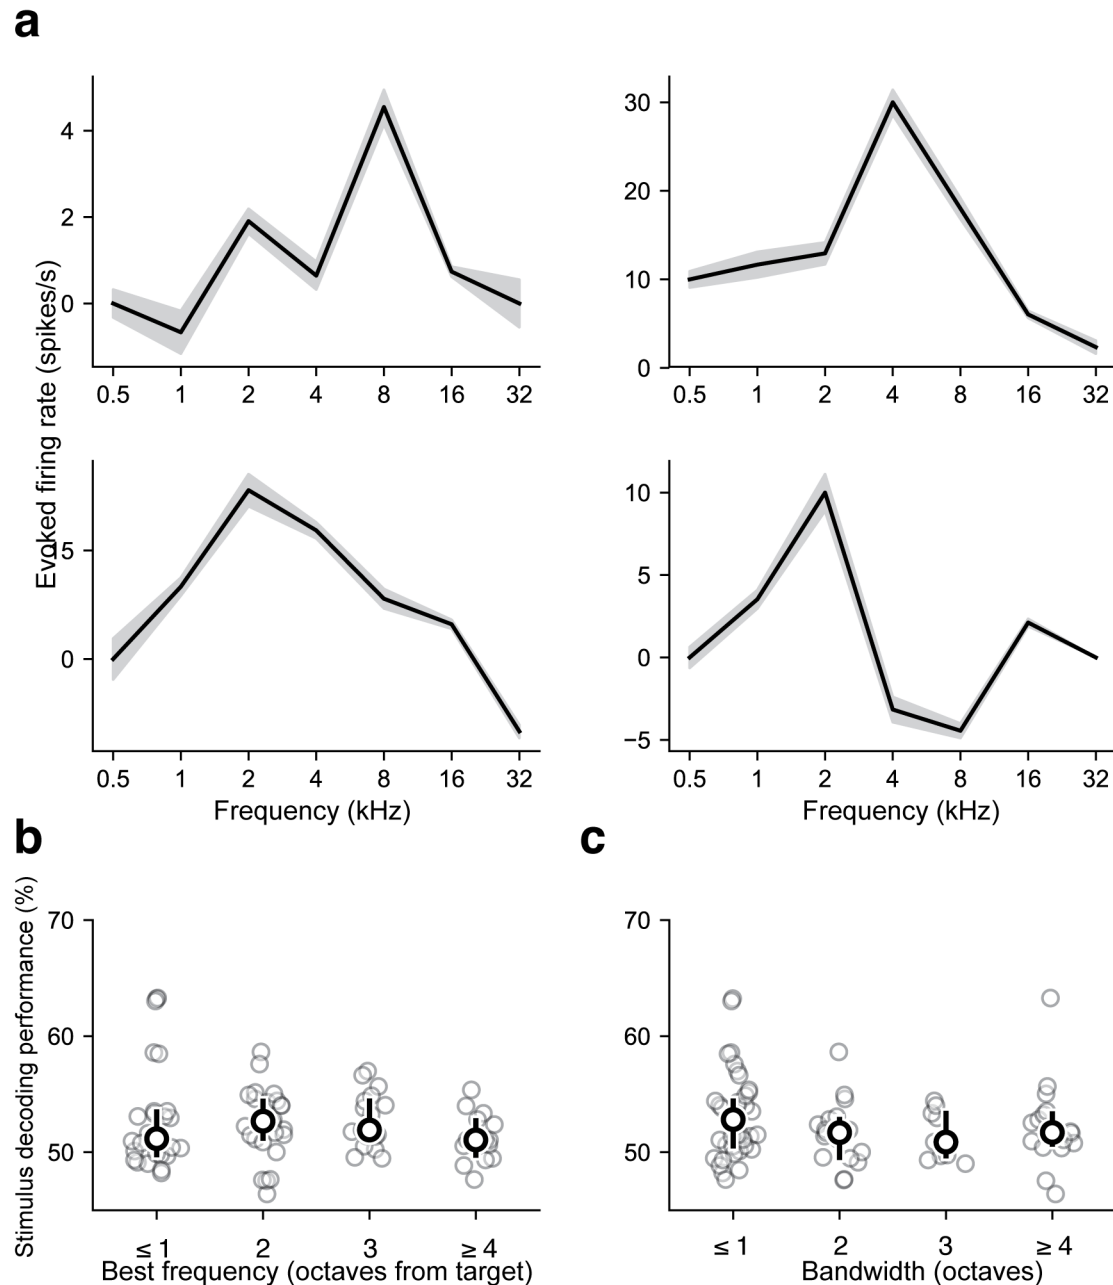 a
4
2
0
0.5 1 2 4 8 16 32
30
20
10
0
0.5 1 2 4 8 16 32
Evoked firing rate (spikes/s)
15
0
0.5 1 2 4 8 16 32
Frequency (kHz)
10
5
0
−5
0.5 1 2 4 8 16 32
Frequency (kHz)
b
Stimulus decoding performance (%)
70
60
50
≤ 1 2 3 ≥ 4
Best frequency (octaves from target)
c
70
60
50
≤ 1 2 3 ≥ 4
Bandwidth (octaves)